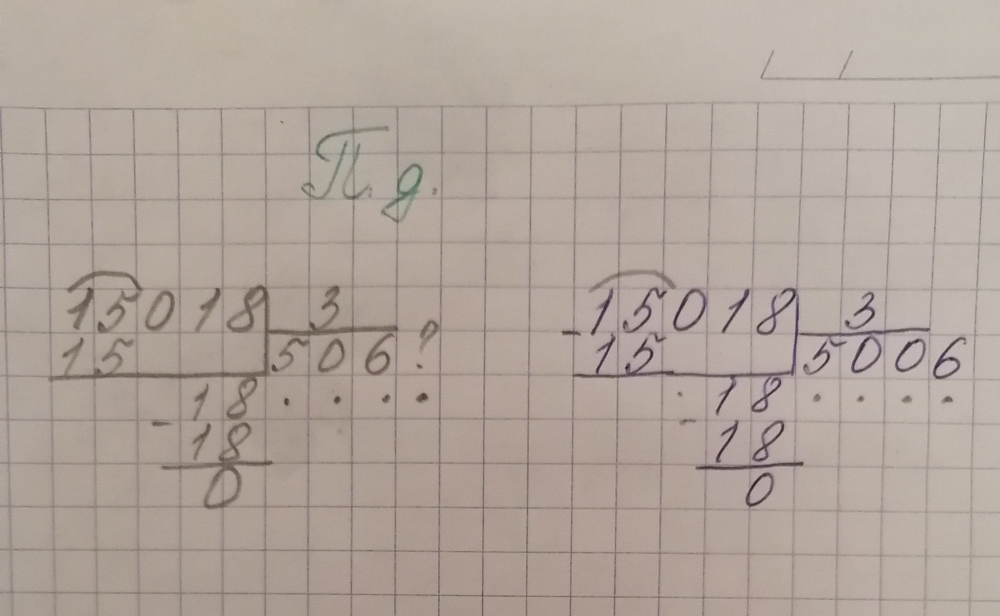 П. д.
15018 3 - 15018 3
15 506 ? 15 5006
18 . . . . 18 . . . .
- 18 - 18
0 0